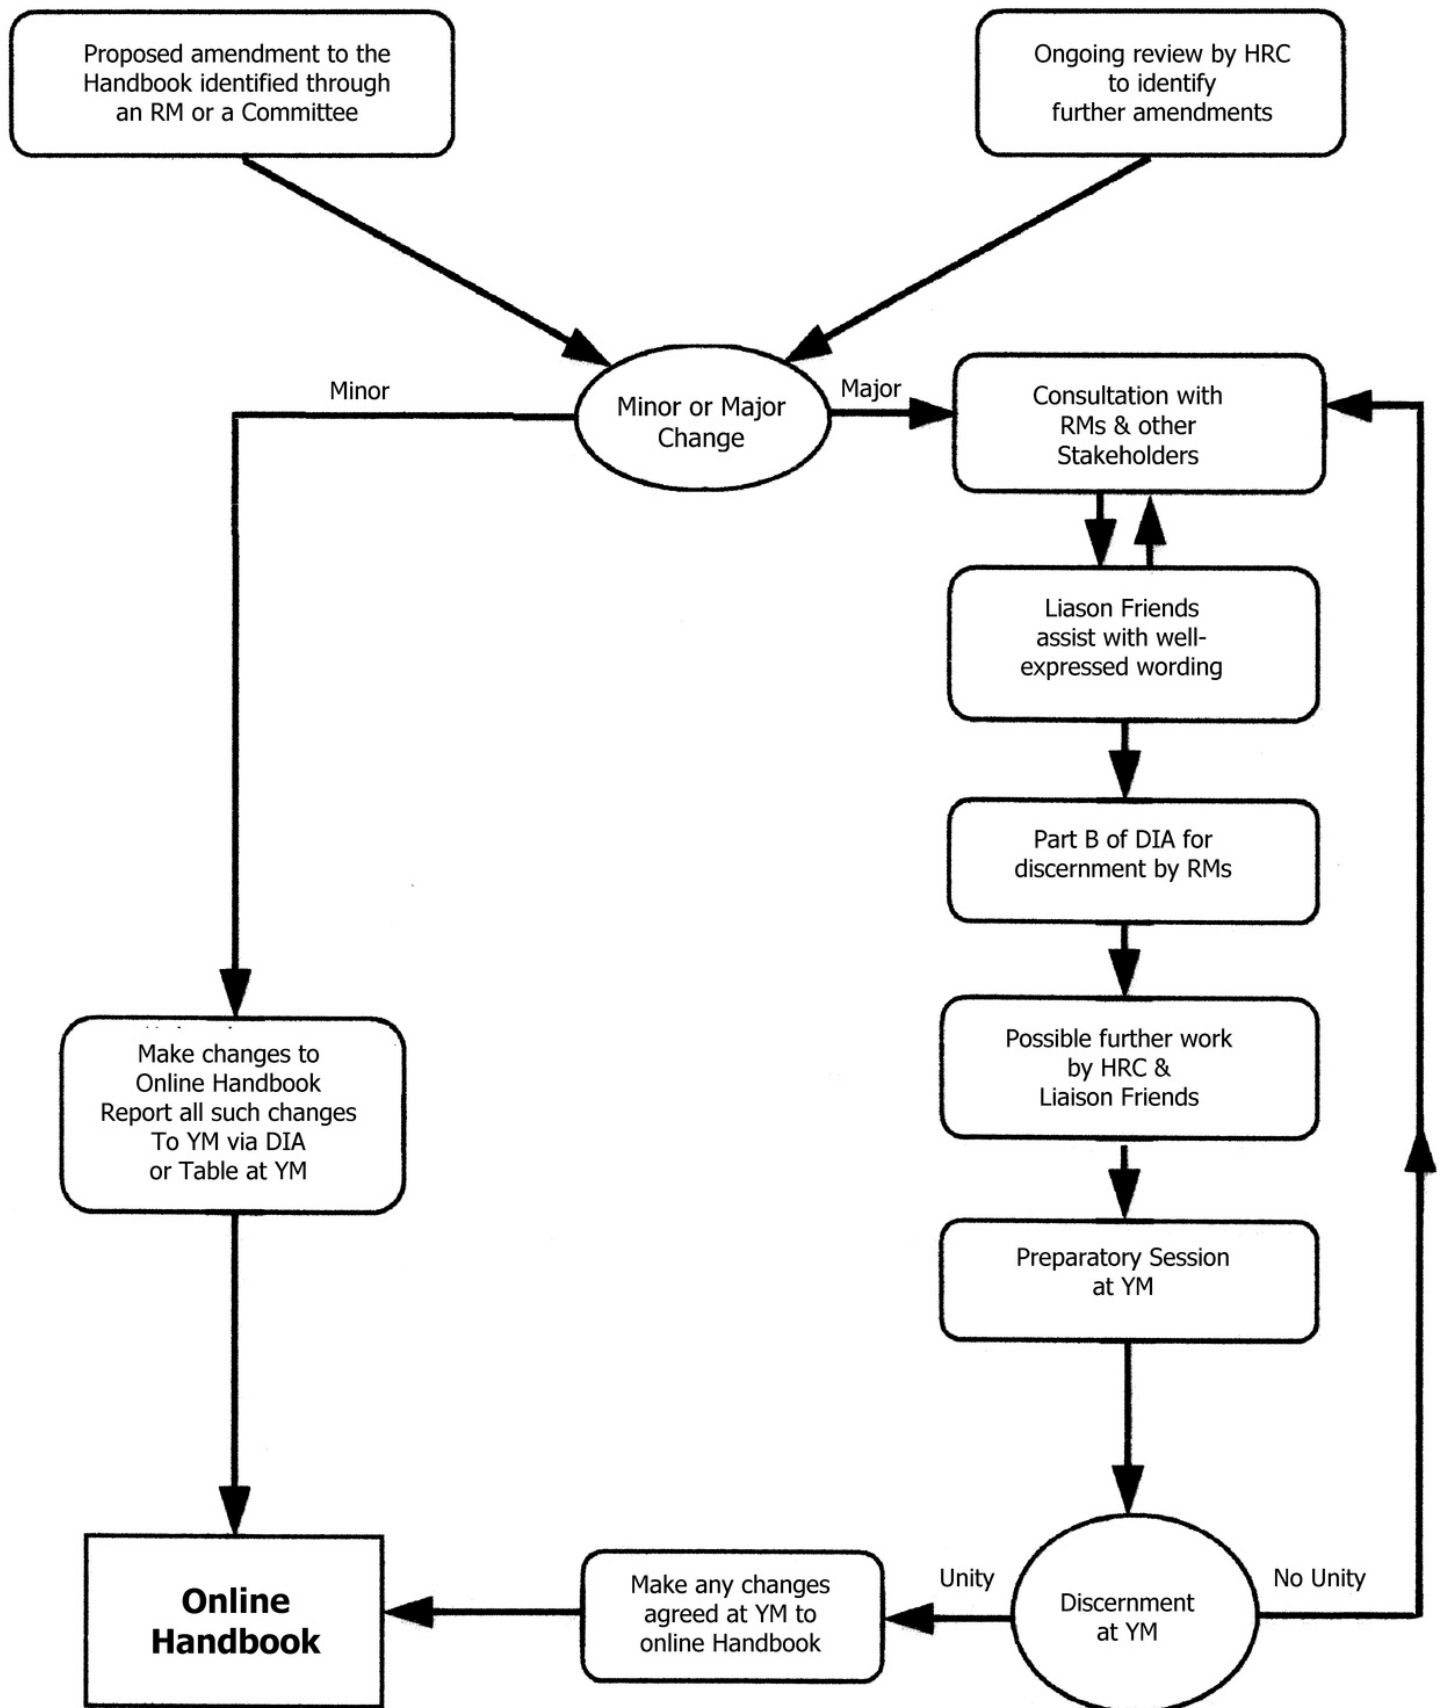 Proposed amendment to the
Handbook identified through
an RM or a Committee
Ongoing review by HRC
to identify
further amendments
Minor
Minor or Major
Change
Major
Consultation with
RMs & other
Stakeholders
Liason Friends
assist with well-
expressed wording
Part B of DIA for
discernment by RMs
Possible further work
by HRC &
Liaison Friends
Make changes to
Online Handbook
Report all such changes
To YM via DIA
or Table at YM
Preparatory Session
at YM
Online
Handbook
Make any changes
agreed at YM to
online Handbook
Unity
Discernment
at YM
No Unity